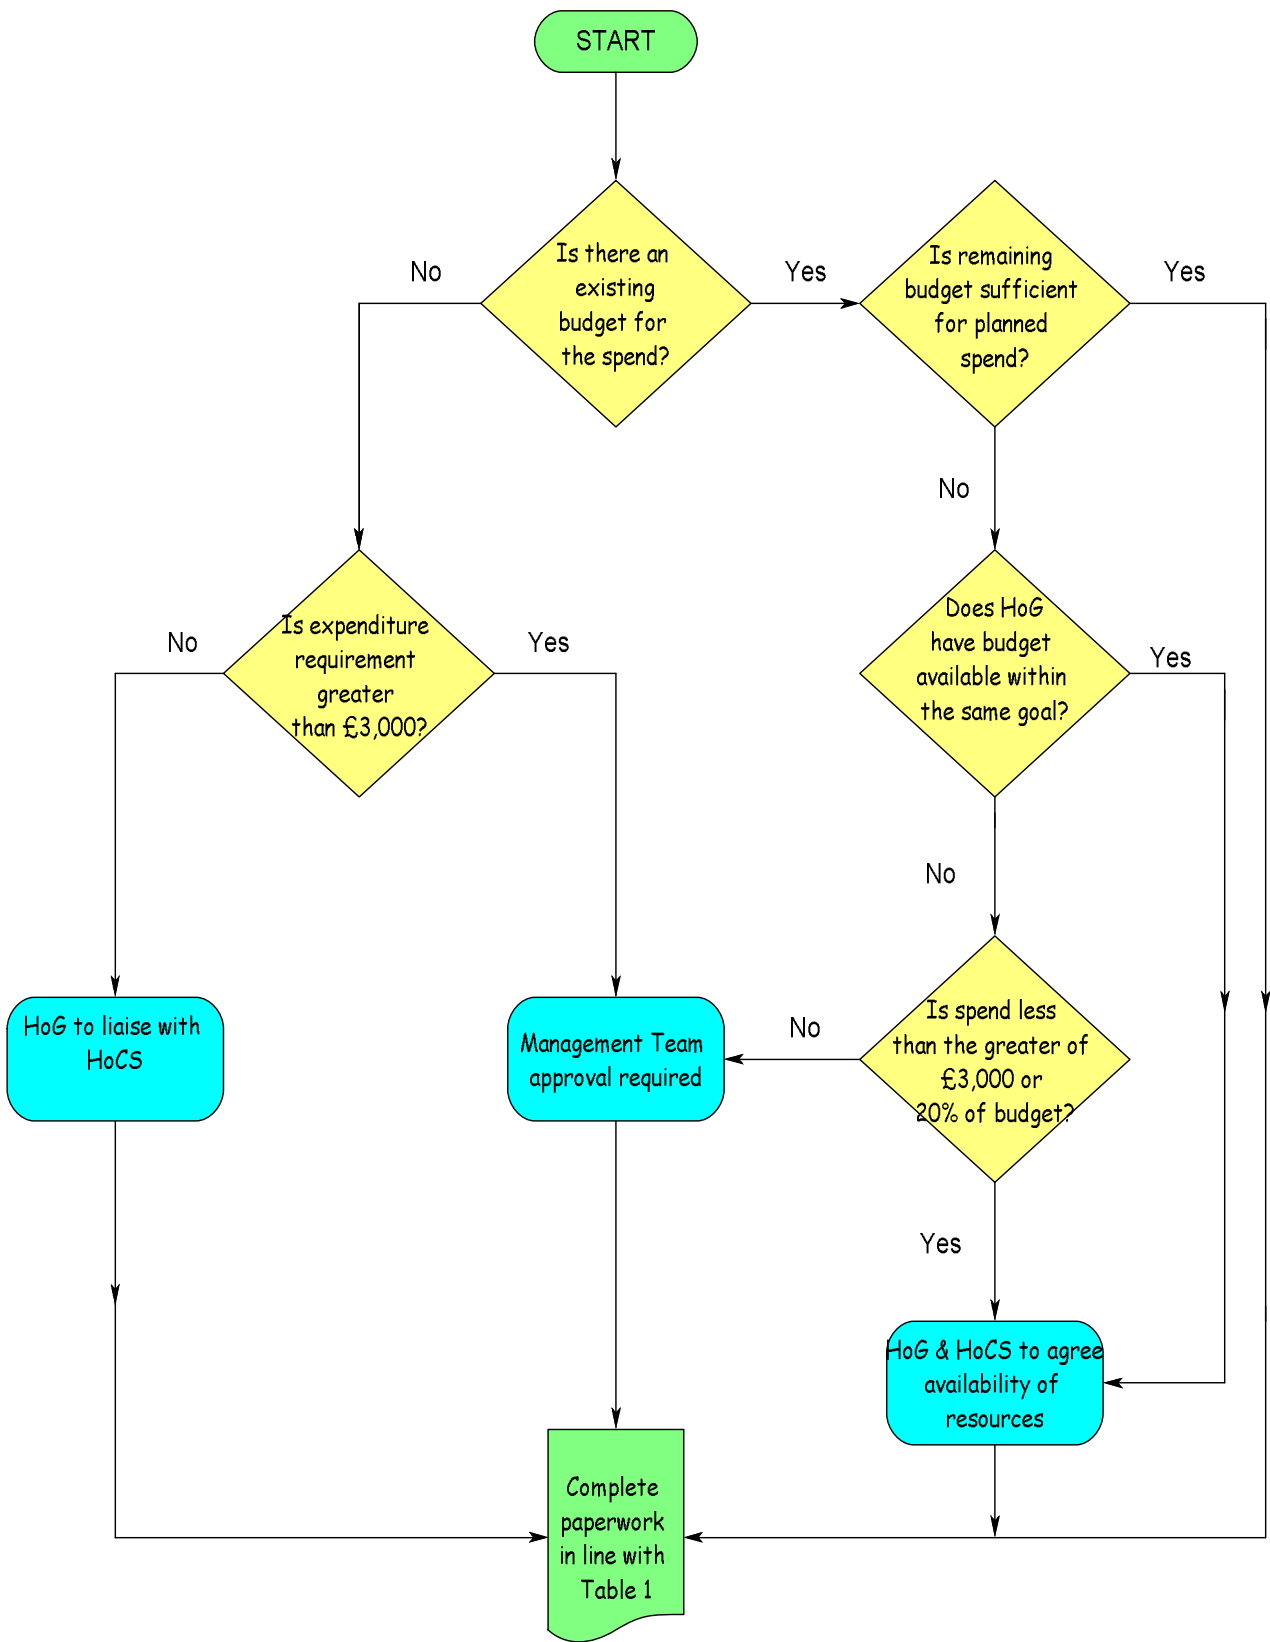 START
Is there an
existing
budget for
the spend?
No
Yes
Is remaining
budget sufficient
for planned
spend?
Yes
No
Is expenditure
requirement
greater
than £3,000?
No
Yes
Does HoG
have budget
available within
the same goal?
Yes
No
HoG to liaise with
HoCS
Management Team
approval required
No
Is spend less
than the greater of
£3,000 or
20% of budget?
Yes
HoG & HoCS to agree
availability of
resources
Complete
paperwork
in line with
Table 1